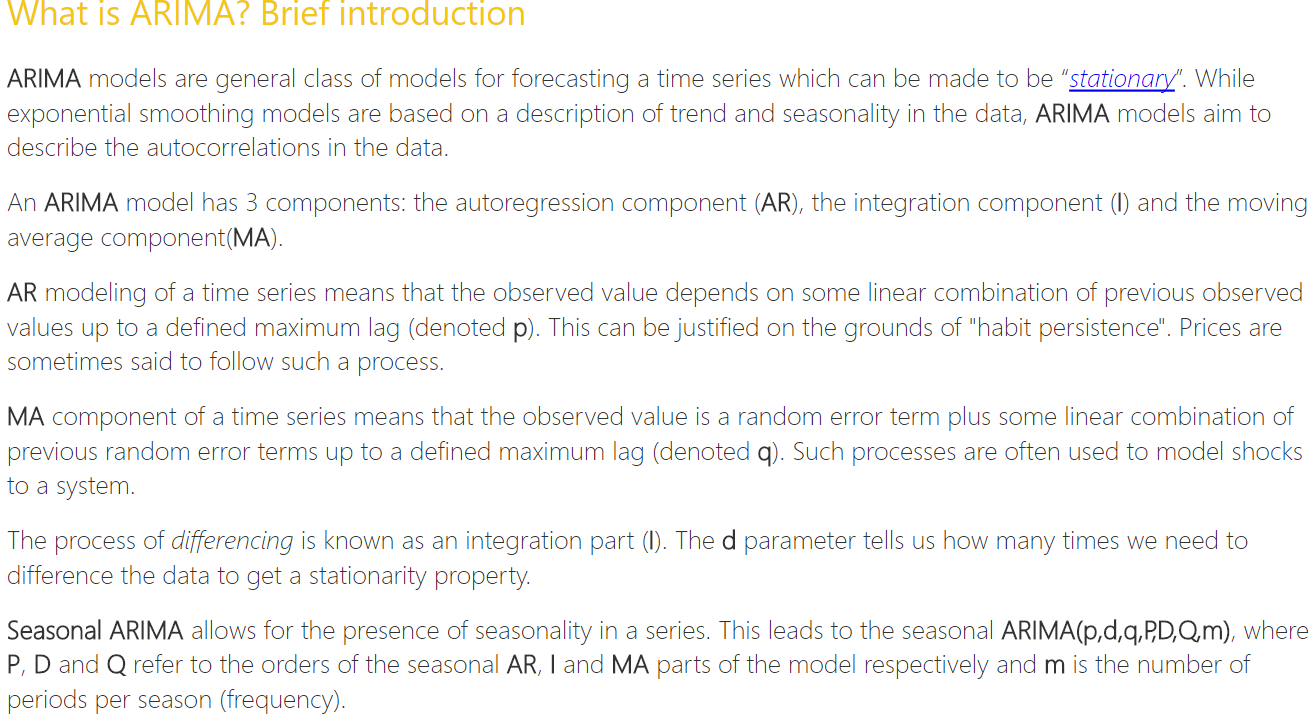 What is ARIMA? Brief introduction
ARIMA models are general class of models for forecasting a time series which can be made to be “stationary”. While
exponential smoothing models are based on a description of trend and seasonality in the data, ARIMA models aim to
describe the autocorrelations in the data.
An ARIMA model has 3 components: the autoregression component (AR), the integration component (I) and the moving
average component(MA).
AR modeling of a time series means that the observed value depends on some linear combination of previous observed
values up to a defined maximum lag (denoted p). This can be justified on the grounds of "habit persistence". Prices are
sometimes said to follow such a process.
MA component of a time series means that the observed value is a random error term plus some linear combination of
previous random error terms up to a defined maximum lag (denoted q). Such processes are often used to model shocks
to a system.
The process of differencing is known as an integration part (I). The d parameter tells us how many times we need to
difference the data to get a stationarity property.
Seasonal ARIMA allows for the presence of seasonality in a series. This leads to the seasonal ARIMA(p,d,q,P,D,Q,m), where
P, D and Q refer to the orders of the seasonal AR, I and MA parts of the model respectively and m is the number of
periods per season (frequency).